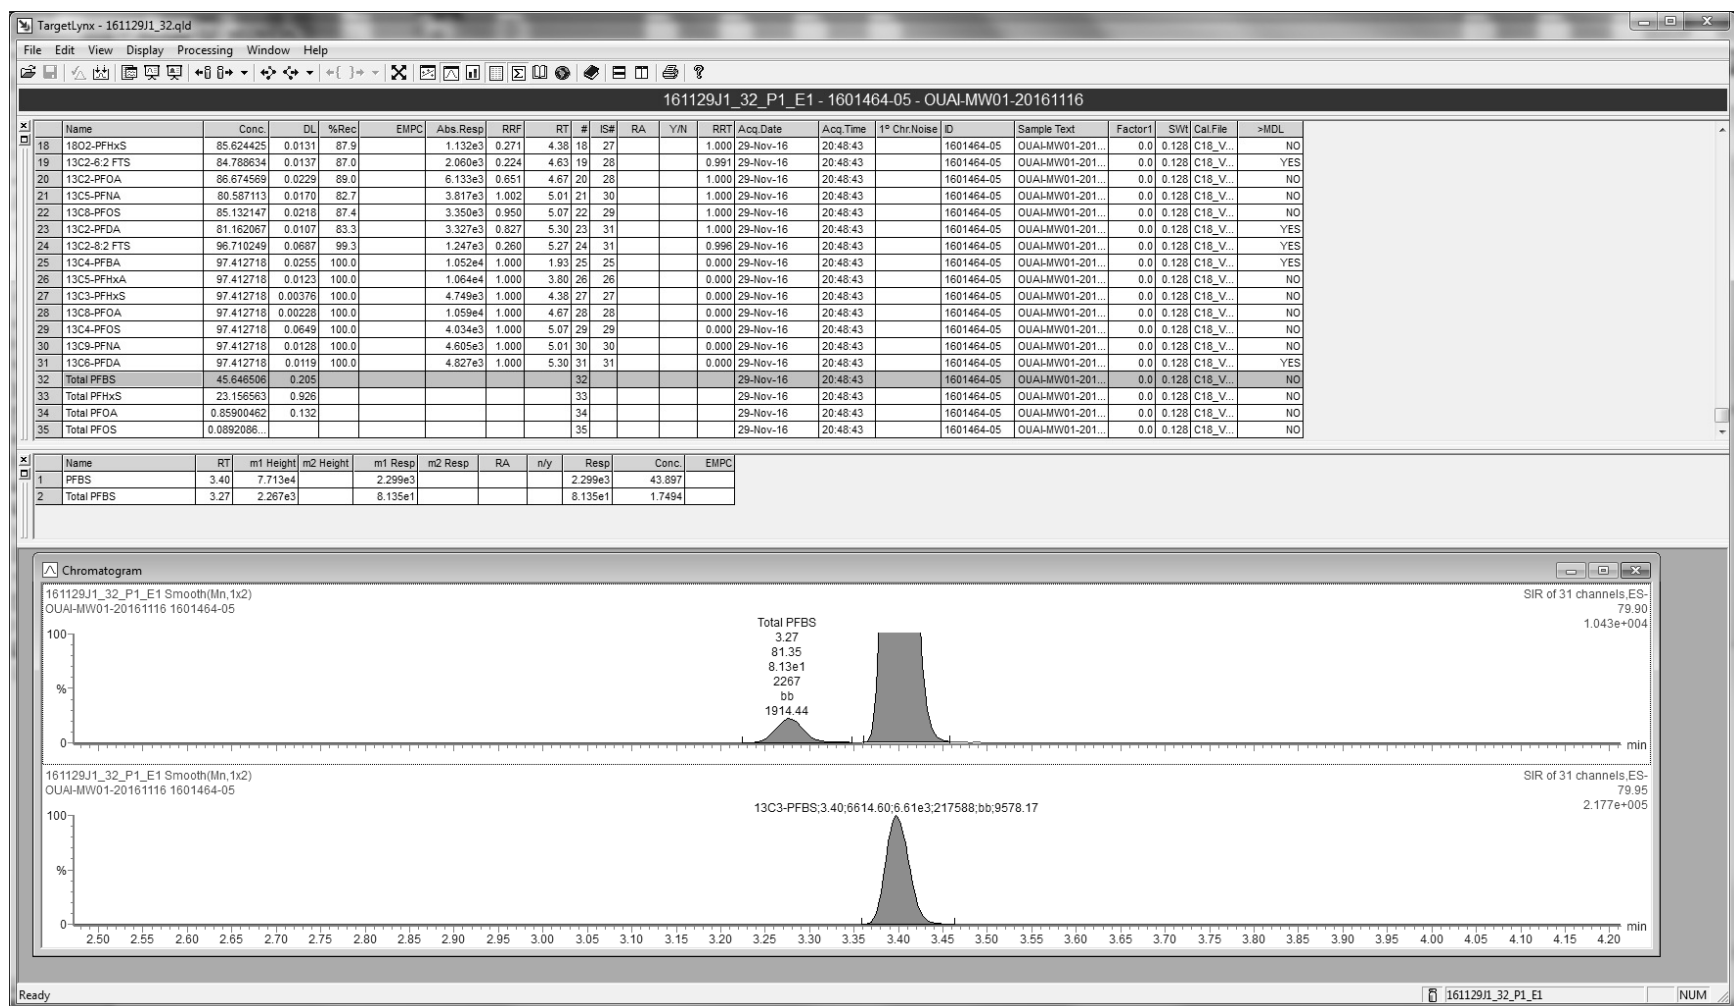 TargetLynx - 161129J1_32.qld
File Edit View Display Processing Window Help
161129J1_32_P1_E1 - 1601464-05 - OUAI-MW01-20161116
Name Conc. DL %Rec EMPC Abs.Resp RRF RT # IS# RA Y/N RRT Acq.Date Acq.Time 1° Chr.Noise ID Sample Text Factor1 SWt Cal.File >MDL
18 18O2-PFHxS 85.624425 0.0131 87.9 1.132e3 0.271 4.38 18 27 1.000 29-Nov-16 20:48:43 1601464-05 OUAI-MW01-201... 0.0 0.128 C18_V... NO
19 13C2-6:2 FTS 84.788634 0.0137 87.0 2.060e3 0.224 4.63 19 28 0.991 29-Nov-16 20:48:43 1601464-05 OUAI-MW01-201... 0.0 0.128 C18_V... YES
20 13C2-PFOA 86.674569 0.0229 89.0 6.133e3 0.651 4.67 20 28 1.000 29-Nov-16 20:48:43 1601464-05 OUAI-MW01-201... 0.0 0.128 C18_V... NO
21 13C5-PFNA 80.587113 0.0170 82.7 3.817e3 1.002 5.01 21 30 1.000 29-Nov-16 20:48:43 1601464-05 OUAI-MW01-201... 0.0 0.128 C18_V... NO
22 13C8-PFOS 85.132147 0.0218 87.4 3.350e3 0.950 5.07 22 29 1.000 29-Nov-16 20:48:43 1601464-05 OUAI-MW01-201... 0.0 0.128 C18_V... NO
23 13C2-PFDA 81.162067 0.0107 83.3 3.327e3 0.827 5.30 23 31 1.000 29-Nov-16 20:48:43 1601464-05 OUAI-MW01-201... 0.0 0.128 C18_V... YES
24 13C2-8:2 FTS 96.710249 0.0687 99.3 1.247e3 0.260 5.27 24 31 0.996 29-Nov-16 20:48:43 1601464-05 OUAI-MW01-201... 0.0 0.128 C18_V... YES
25 13C4-PFBA 97.412718 0.0255 100.0 1.052e4 1.000 1.93 25 25 0.000 29-Nov-16 20:48:43 1601464-05 OUAI-MW01-201... 0.0 0.128 C18_V... YES
26 13C5-PFHxA 97.412718 0.0123 100.0 1.064e4 1.000 3.80 26 26 0.000 29-Nov-16 20:48:43 1601464-05 OUAI-MW01-201... 0.0 0.128 C18_V... NO
27 13C3-PFHxS 97.412718 0.00376 100.0 4.749e3 1.000 4.38 27 27 0.000 29-Nov-16 20:48:43 1601464-05 OUAI-MW01-201... 0.0 0.128 C18_V... NO
28 13C8-PFOA 97.412718 0.00228 100.0 1.059e4 1.000 4.67 28 28 0.000 29-Nov-16 20:48:43 1601464-05 OUAI-MW01-201... 0.0 0.128 C18_V... NO
29 13C4-PFOS 97.412718 0.0649 100.0 4.034e3 1.000 5.07 29 29 0.000 29-Nov-16 20:48:43 1601464-05 OUAI-MW01-201... 0.0 0.128 C18_V... NO
30 13C9-PFNA 97.412718 0.0128 100.0 4.605e3 1.000 5.01 30 30 0.000 29-Nov-16 20:48:43 1601464-05 OUAI-MW01-201... 0.0 0.128 C18_V... NO
31 13C6-PFDA 97.412718 0.0119 100.0 4.827e3 1.000 5.30 31 31 0.000 29-Nov-16 20:48:43 1601464-05 OUAI-MW01-201... 0.0 0.128 C18_V... YES
32 Total PFBS 45.646506 0.205 32 29-Nov-16 20:48:43 1601464-05 OUAI-MW01-201... 0.0 0.128 C18_V... NO
33 Total PFHxS 23.156563 0.926 33 29-Nov-16 20:48:43 1601464-05 OUAI-MW01-201... 0.0 0.128 C18_V... NO
34 Total PFOA 0.85900462 0.132 34 29-Nov-16 20:48:43 1601464-05 OUAI-MW01-201... 0.0 0.128 C18_V... NO
35 Total PFOS 0.0892086... 35 29-Nov-16 20:48:43 1601464-05 OUAI-MW01-201... 0.0 0.128 C18_V... NO
Name RT m1 Height m2 Height m1 Resp m2 Resp RA n/y Resp Conc. EMPC
1 PFBS 3.40 7.713e4 2.299e3 2.299e3 43.897
2 Total PFBS 3.27 2.267e3 8.135e1 8.135e1 1.7494
Chromatogram
161129J1_32_P1_E1 Smooth(Mn,1x2)
OUAI-MW01-20161116 1601464-05
SIR of 31 channels,ES-
79.90
1.043e+004
Total PFBS
3.27
81.35
8.13e1
2267
bb
1914.44
100
%
0
min
161129J1_32_P1_E1 Smooth(Mn,1x2)
OUAI-MW01-20161116 1601464-05
SIR of 31 channels,ES-
79.95
2.177e+005
13C3-PFBS;3.40;6614.60;6.61e3;217588;bb;9578.17
100
%
0
min
2.50 2.55 2.60 2.65 2.70 2.75 2.80 2.85 2.90 2.95 3.00 3.05 3.10 3.15 3.20 3.25 3.30 3.35 3.40 3.45 3.50 3.55 3.60 3.65 3.70 3.75 3.80 3.85 3.90 3.95 4.00 4.05 4.10 4.15 4.20
Ready
161129J1_32_P1_E1
NUM